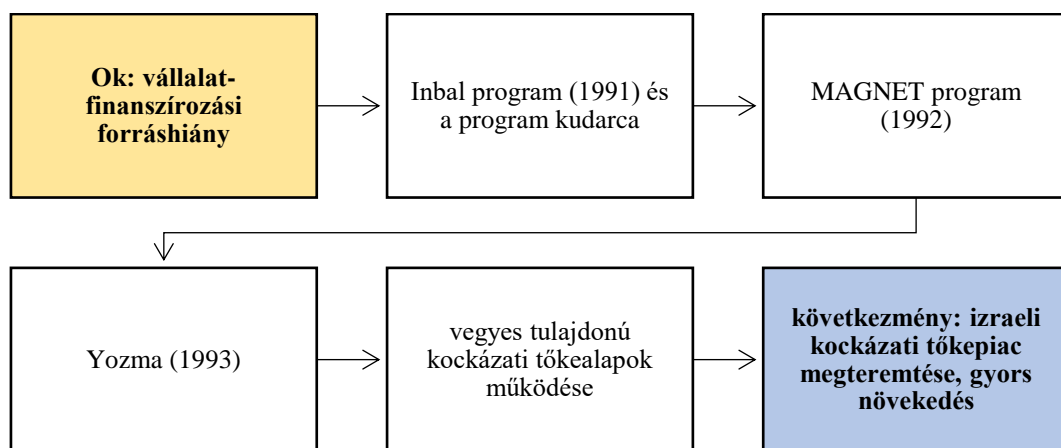 Ok: vállalat-
finanszírozási
forráshiány
Inbal program (1991) és
a program kudarca
MAGNET program
(1992)
Yozma (1993)
vegyes tulajdonú
kockázati tőkealapok
működése
következmény: izraeli
kockázati tőkepiac
megteremtése, gyors
növekedés